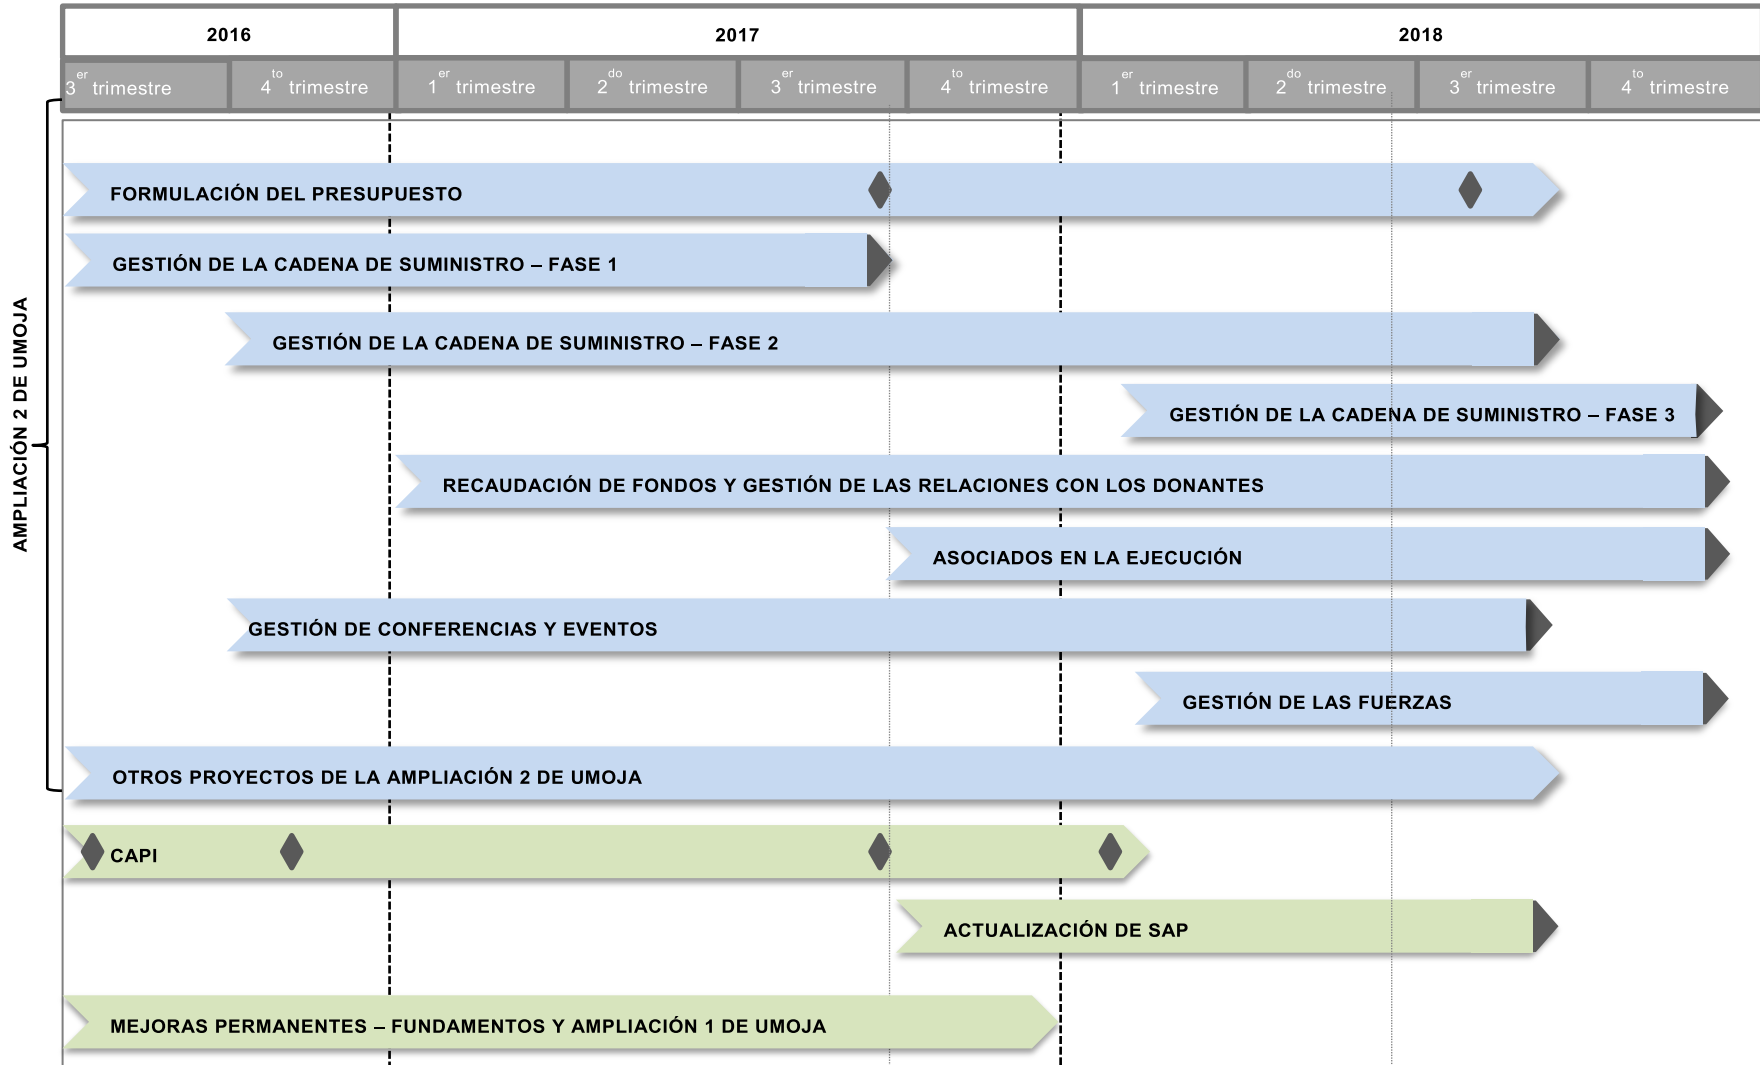 2016 2017 2018
3er trimestre 4to trimestre 1er trimestre 2do trimestre 3er trimestre 4to trimestre 1er trimestre 2do trimestre 3er trimestre 4to trimestre
AMPLIACIÓN 2 DE UMOJA
FORMULACIÓN DEL PRESUPUESTO
GESTIÓN DE LA CADENA DE SUMINISTRO – FASE 1
GESTIÓN DE LA CADENA DE SUMINISTRO – FASE 2
GESTIÓN DE LA CADENA DE SUMINISTRO – FASE 3
RECAUDACIÓN DE FONDOS Y GESTIÓN DE LAS RELACIONES CON LOS DONANTES
ASOCIADOS EN LA EJECUCIÓN
GESTIÓN DE CONFERENCIAS Y EVENTOS
GESTIÓN DE LAS FUERZAS
OTROS PROYECTOS DE LA AMPLIACIÓN 2 DE UMOJA
CAPI
ACTUALIZACIÓN DE SAP
MEJORAS PERMANENTES – FUNDAMENTOS Y AMPLIACIÓN 1 DE UMOJA